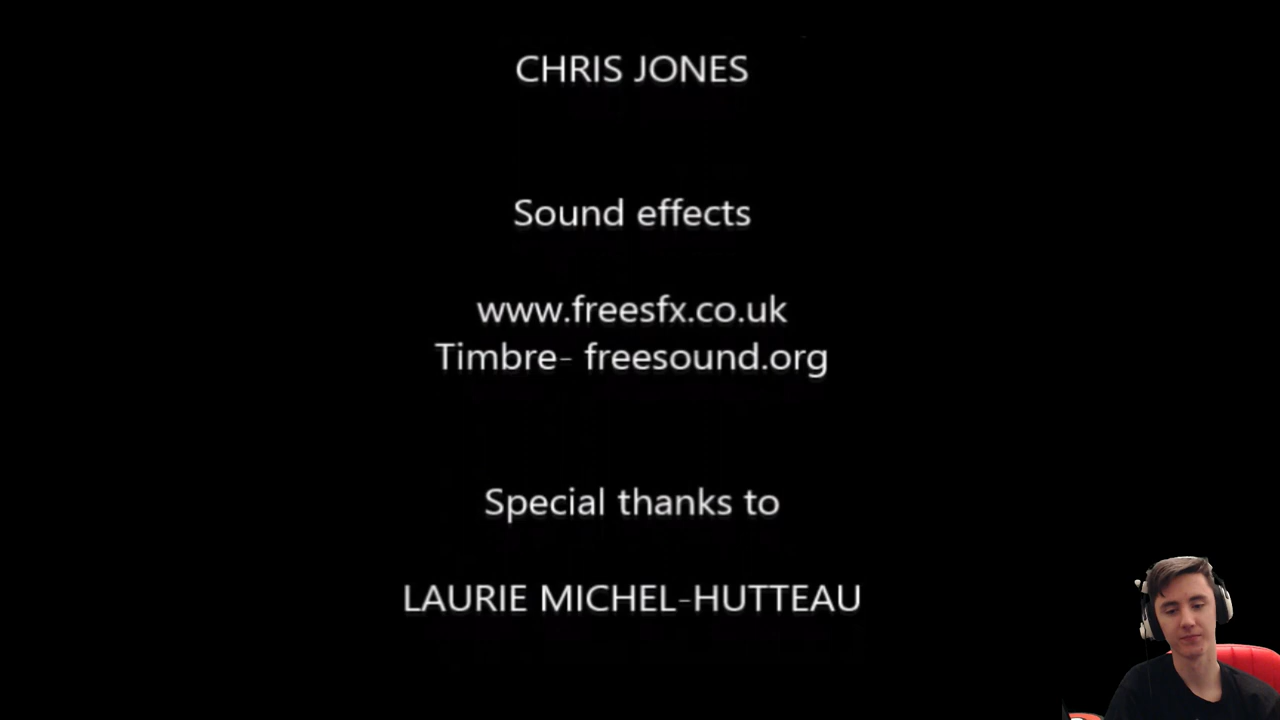 CHRIS JONES
Sound effects
www.freesfx.co.uk
Timbre- freesound.org
Special thanks to
LAURIE MICHEL-HUTTEAU